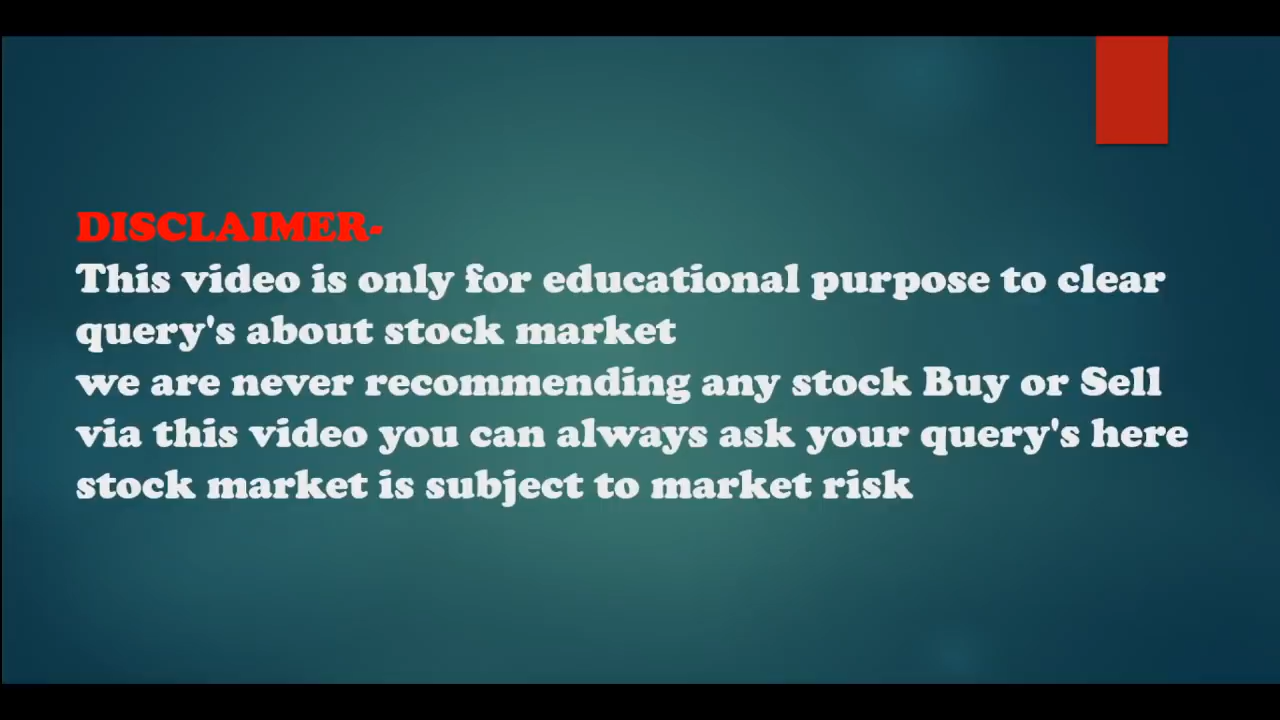 DISCLAIMER-
This video is only for educational purpose to clear
query's about stock market
we are never recommending any stock Buy or Sell
via this video you can always ask your query's here
stock market is subject to market risk